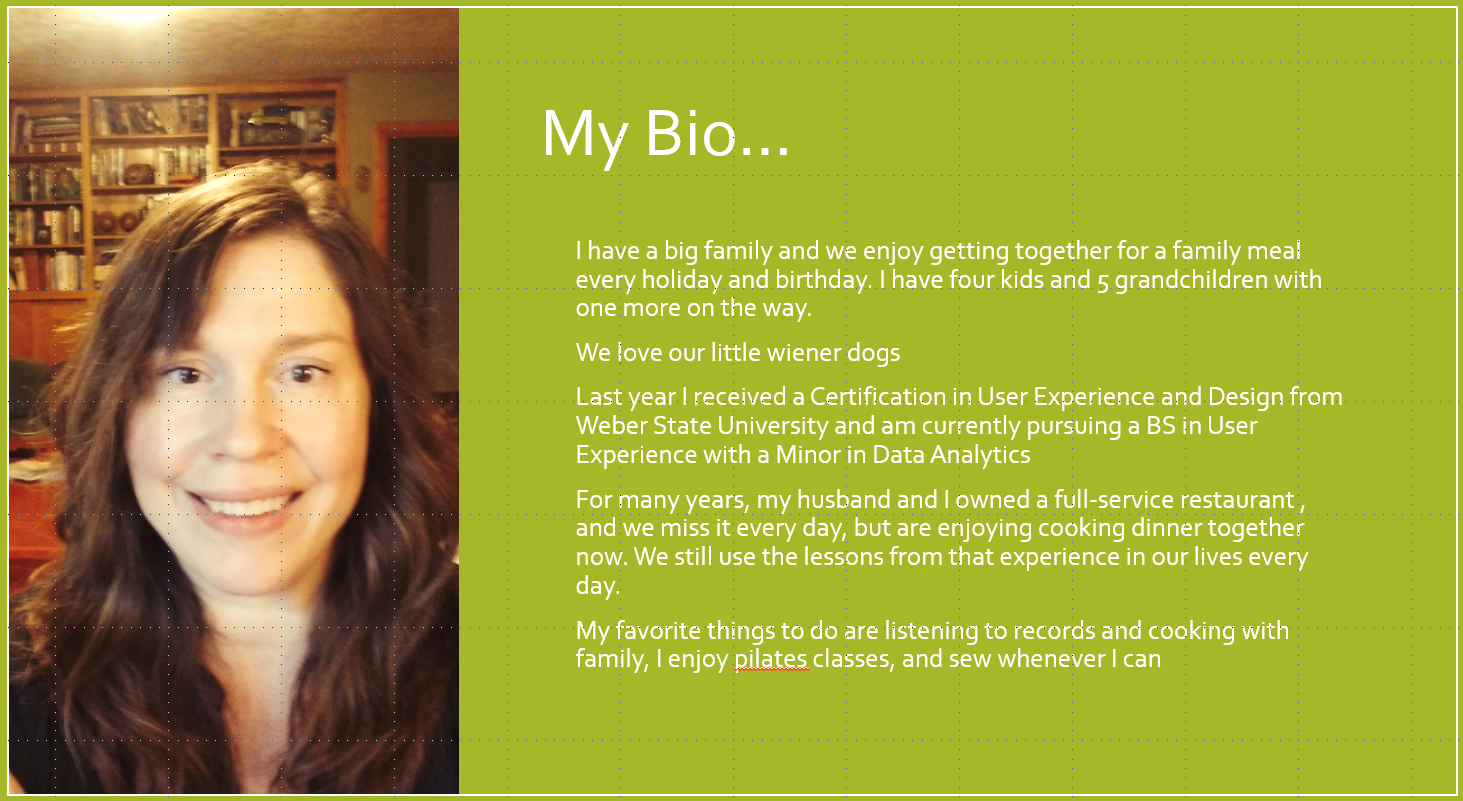 My Bio...
I have a big family and we enjoy getting together for a family meal
every holiday and birthday. I have four kids and 5 grandchildren with
one more on the way.
We love our little wiener dogs
Last year I received a Certification in User Experience and Design from
Weber State University and am currently pursuing a BS in User
Experience with a Minor in Data Analytics
For many years, my husband and I owned a full-service restaurant ,
and we miss it every day, but are enjoying cooking dinner together
now. We still use the lessons from that experience in our lives every
day.
My favorite things to do are listening to records and cooking with
family, I enjoy pilates classes, and sew whenever I can